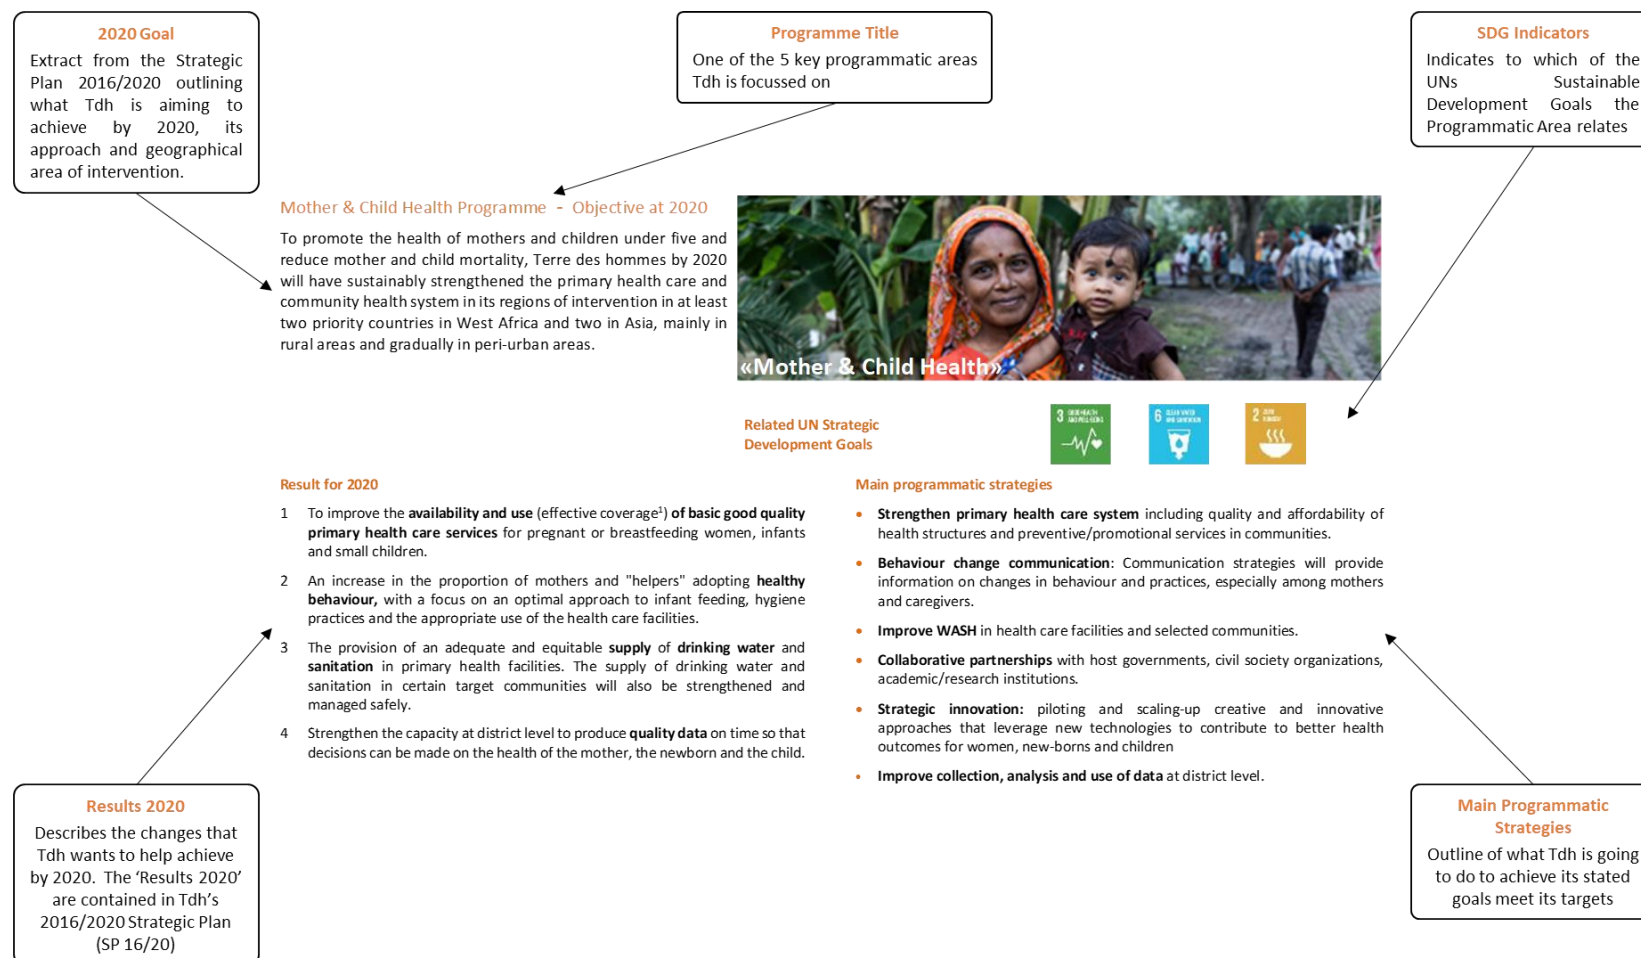 2020 Goal
Extract from the Strategic
Plan 2016/2020 outlining
what Tdh is aiming to
achieve by 2020, its
approach and geographical
area of intervention.
Programme Title
One of the 5 key programmatic areas
Tdh is focussed on
SDG Indicators
Indicates to which of the
UNs Sustainable
Development Goals the
Programmatic Area relates
Mother & Child Health Programme - Objective at 2020
To promote the health of mothers and children under five and
reduce mother and child mortality, Terre des hommes by 2020
will have sustainably strengthened the primary health care and
community health system in its regions of intervention in at least
two priority countries in West Africa and two in Asia, mainly in
rural areas and gradually in peri-urban areas.
«Mother & Child Health»
Related UN Strategic
Development Goals
3 GOOD HEALTH
AND WELL-BEING
6 CLEAN WATER
AND SANITATION
2 ZERO
HUNGER
Result for 2020
1 To improve the availability and use (effective coverage¹) of basic good quality
primary health care services for pregnant or breastfeeding women, infants
and small children.
2 An increase in the proportion of mothers and "helpers" adopting healthy
behaviour, with a focus on an optimal approach to infant feeding, hygiene
practices and the appropriate use of the health care facilities.
3 The provision of an adequate and equitable supply of drinking water and
sanitation in primary health facilities. The supply of drinking water and
sanitation in certain target communities will also be strengthened and
managed safely.
4 Strengthen the capacity at district level to produce quality data on time so that
decisions can be made on the health of the mother, the newborn and the child.
Main programmatic strategies
• Strengthen primary health care system including quality and affordability of
health structures and preventive/promotional services in communities.
• Behaviour change communication: Communication strategies will provide
information on changes in behaviour and practices, especially among mothers
and caregivers.
• Improve WASH in health care facilities and selected communities.
• Collaborative partnerships with host governments, civil society organizations,
academic/research institutions.
• Strategic innovation: piloting and scaling-up creative and innovative
approaches that leverage new technologies to contribute to better health
outcomes for women, new-borns and children
• Improve collection, analysis and use of data at district level.
Results 2020
Describes the changes that
Tdh wants to help achieve
by 2020. The ‘Results 2020’
are contained in Tdh’s
2016/2020 Strategic Plan
(SP 16/20)
Main Programmatic
Strategies
Outline of what Tdh is going
to do to achieve its stated
goals meet its targets